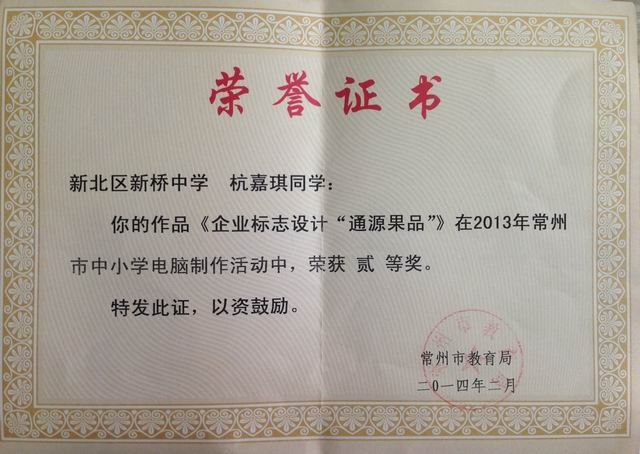 荣誉证书
新北区新桥中学 杭嘉琪同学:
你的作品《企业标志设计“通源果品”》在2013年常州
市中小学电脑制作活动中,荣获 贰 等奖。
特发此证,以资鼓励。
常州市教育局
二〇一四年二月